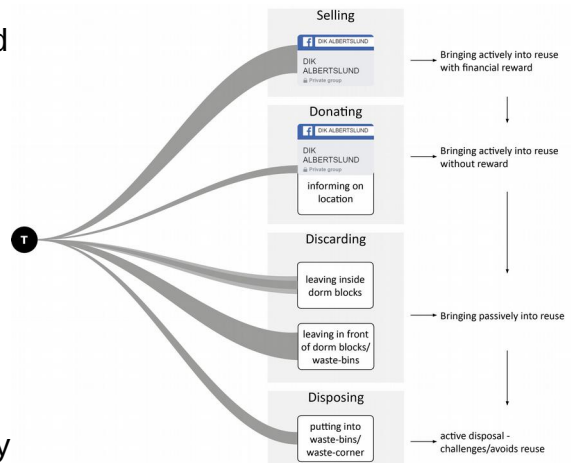 d
Selling
f DIK ALBERTSLUND
DIK
ALBERTSLUND
Private group
Bringing actively into reuse
with financial reward
Donating
f DIK ALBERTSLUND
DIK
ALBERTSLUND
Private group
informing on
location
Bringing actively into reuse
without reward
T
Discarding
leaving inside
dorm blocks
leaving in front
of dorm blocks/
waste-bins
Bringing passively into reuse
Disposing
putting into
waste-bins/
waste-corner
active disposal -
challenges/avoids reuse
y